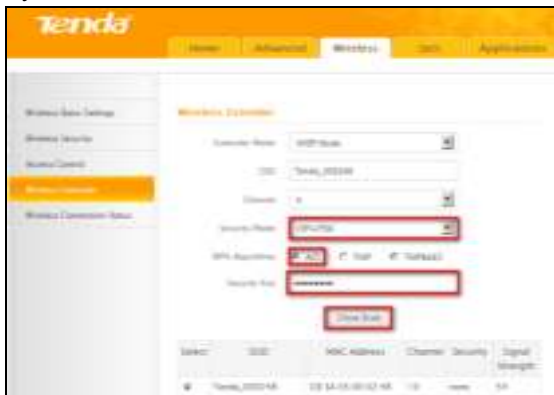 Tenda
Home Advanced Wireless QoS Applications
Wireless Basic Settings
Wireless Security
Access Control
Wireless Extender
Wireless Connection Status
Wireless Extender
Extender Mode WISP Mode
SSID
Channel
Security Mode
WPA Algorithms AES TKIP TKIP&AES
Security Key
Close Scan
Select SSID MAC Address Channel Security Signal Strength
none